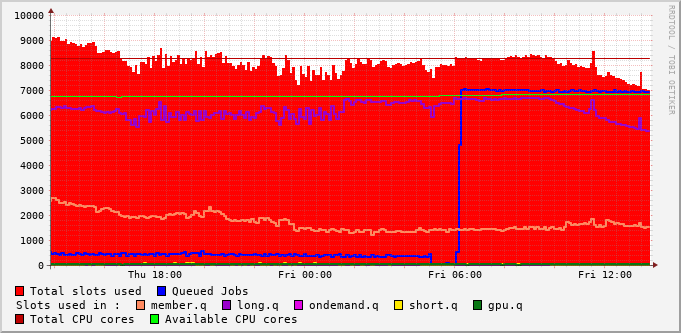 10000
9000
8000
7000
6000
5000
4000
3000
2000
1000
0
Thu 18:00 Fri 00:00 Fri 06:00 Fri 12:00
RRDTOOL / TOBI OETIKER
Total slots used Queued Jobs
Slots used in : member.q long.q ondemand.q short.q gpu.q
Total CPU cores Available CPU cores